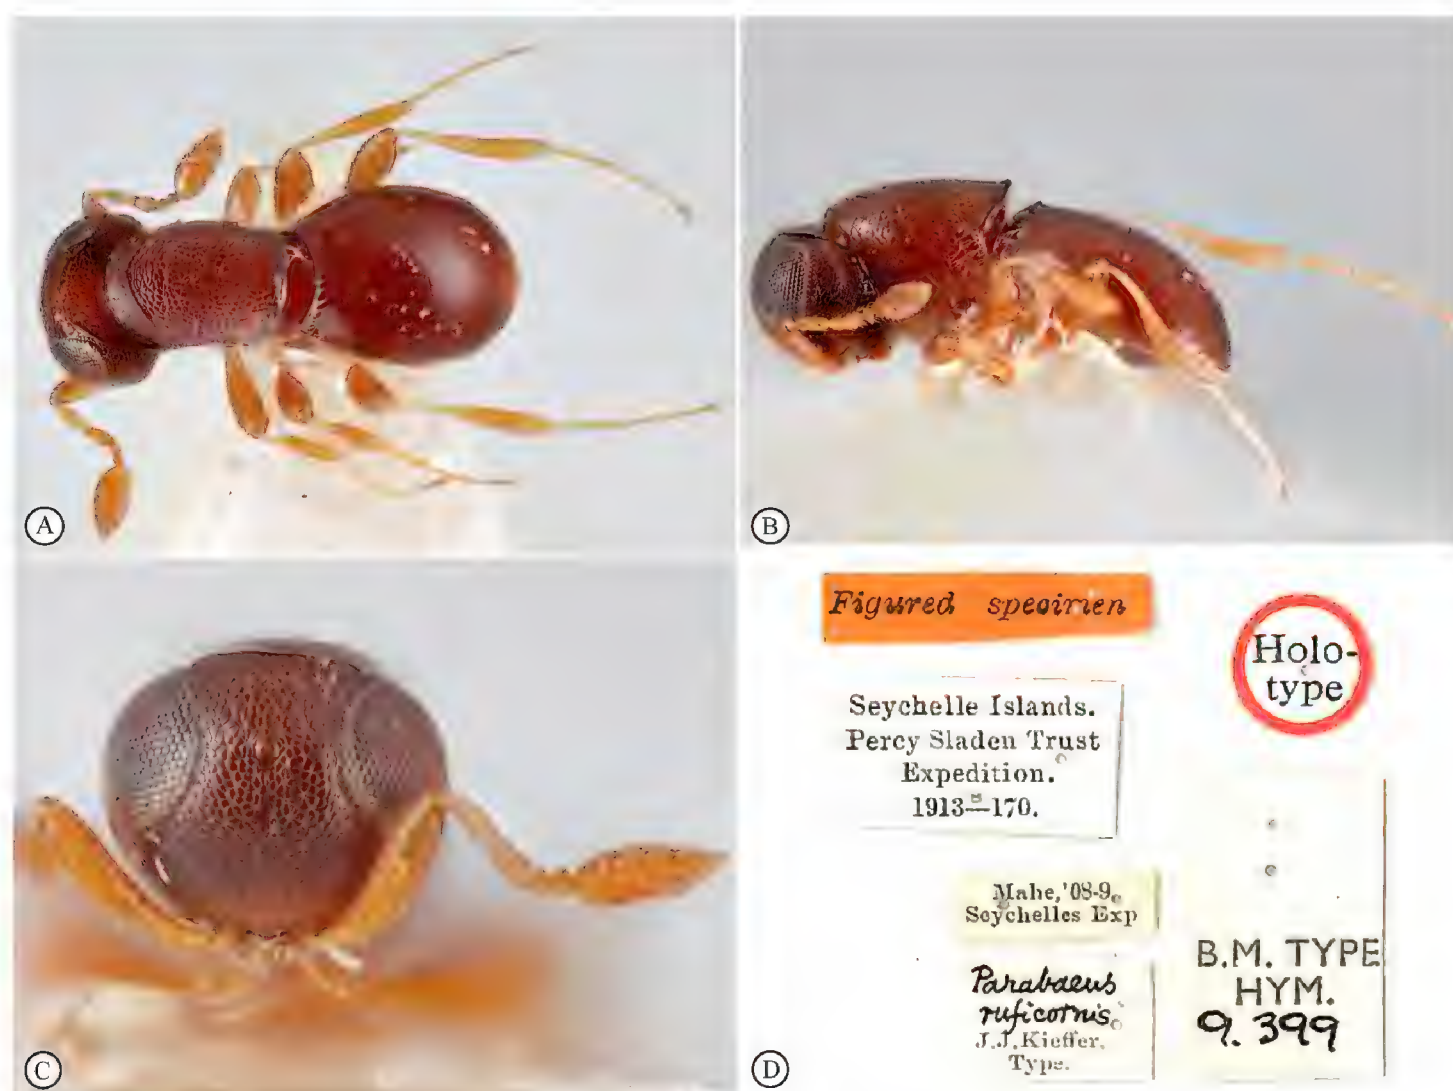 A
B
C
D
Figured specimen
Holo-
type
Seychelle Islands.
Percy Sladen Trust
Expedition.
1913—170.
Mahe, '08-9.
Seychelles Exp
Parabaeus
ruficornis
J.J.Kieffer.
Type.
B.M. TYPE
HYM.
9.399